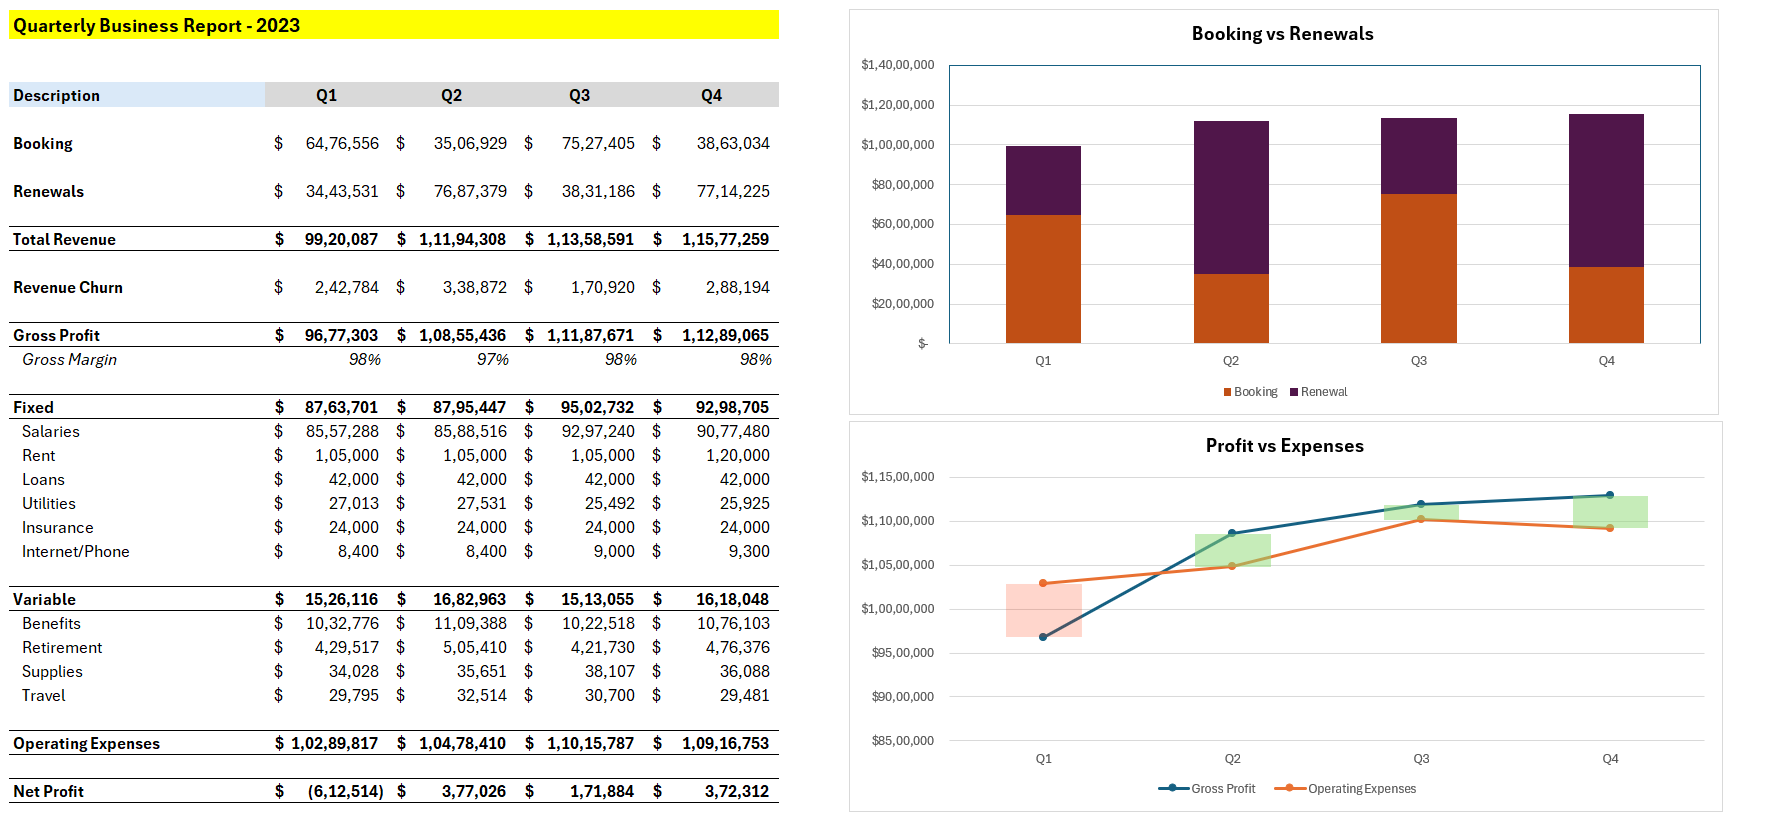 Quarterly Business Report - 2023
Description Q1 Q2 Q3 Q4
Booking $ 64,76,556 $ 35,06,929 $ 75,27,405 $ 38,63,034
Renewals $ 34,43,531 $ 76,87,379 $ 38,31,186 $ 77,14,225
Total Revenue $ 99,20,087 $ 1,11,94,308 $ 1,13,58,591 $ 1,15,77,259
Revenue Churn $ 2,42,784 $ 3,38,872 $ 1,70,920 $ 2,88,194
Gross Profit $ 96,77,303 $ 1,08,55,436 $ 1,11,87,671 $ 1,12,89,065
Gross Margin 98% 97% 98% 98%
Fixed $ 87,63,701 $ 87,95,447 $ 95,02,732 $ 92,98,705
Salaries $ 85,57,288 $ 85,88,516 $ 92,97,240 $ 90,77,480
Rent $ 1,05,000 $ 1,05,000 $ 1,05,000 $ 1,20,000
Loans $ 42,000 $ 42,000 $ 42,000 $ 42,000
Utilities $ 27,013 $ 27,531 $ 25,492 $ 25,925
Insurance $ 24,000 $ 24,000 $ 24,000 $ 24,000
Internet/Phone $ 8,400 $ 8,400 $ 9,000 $ 9,300
Variable $ 15,26,116 $ 16,82,963 $ 15,13,055 $ 16,18,048
Benefits $ 10,32,776 $ 11,09,388 $ 10,22,518 $ 10,76,103
Retirement $ 4,29,517 $ 5,05,410 $ 4,21,730 $ 4,76,376
Supplies $ 34,028 $ 35,651 $ 38,107 $ 36,088
Travel $ 29,795 $ 32,514 $ 30,700 $ 29,481
Operating Expenses $ 1,02,89,817 $ 1,04,78,410 $ 1,10,15,787 $ 1,09,16,753
Net Profit $ (6,12,514) $ 3,77,026 $ 1,71,884 $ 3,72,312
Booking vs Renewals
$1,40,00,000
$1,20,00,000
$1,00,00,000
$80,00,000
$60,00,000
$40,00,000
$20,00,000
$-
Q1 Q2 Q3 Q4
Booking Renewal
Profit vs Expenses
$1,15,00,000
$1,10,00,000
$1,05,00,000
$1,00,00,000
$95,00,000
$90,00,000
$85,00,000
Q1 Q2 Q3 Q4
Gross Profit Operating Expenses